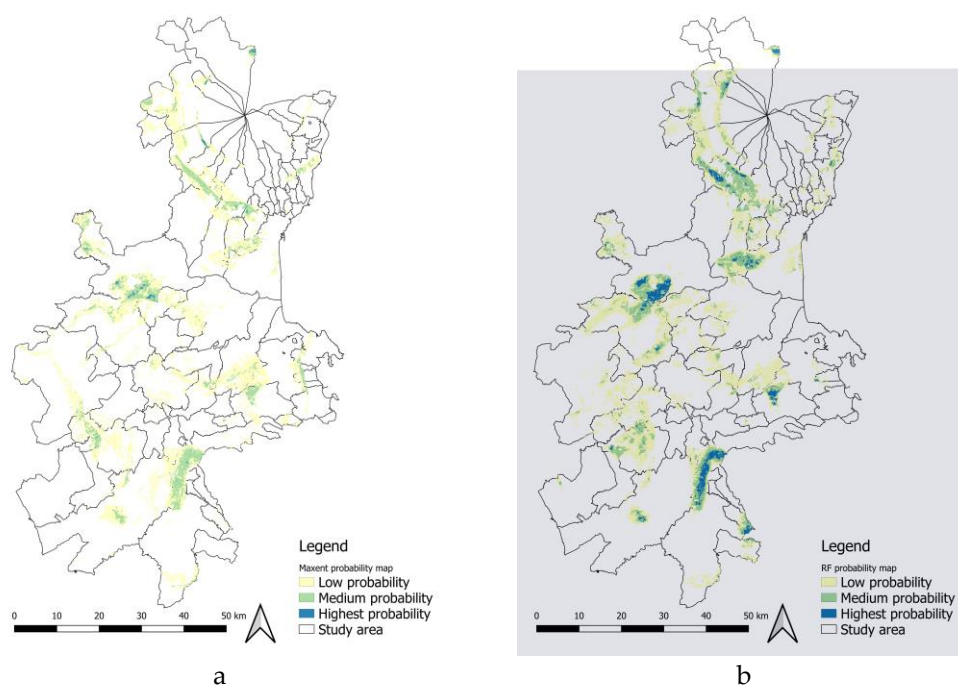 Legend
Maxent probability map
Low probability
Medium probability
Highest probability
Study area
0 10 20 30 40 50 km
a
Legend
RF probability map
Low probability
Medium probability
Highest probability
Study area
0 10 20 30 40 50 km
b